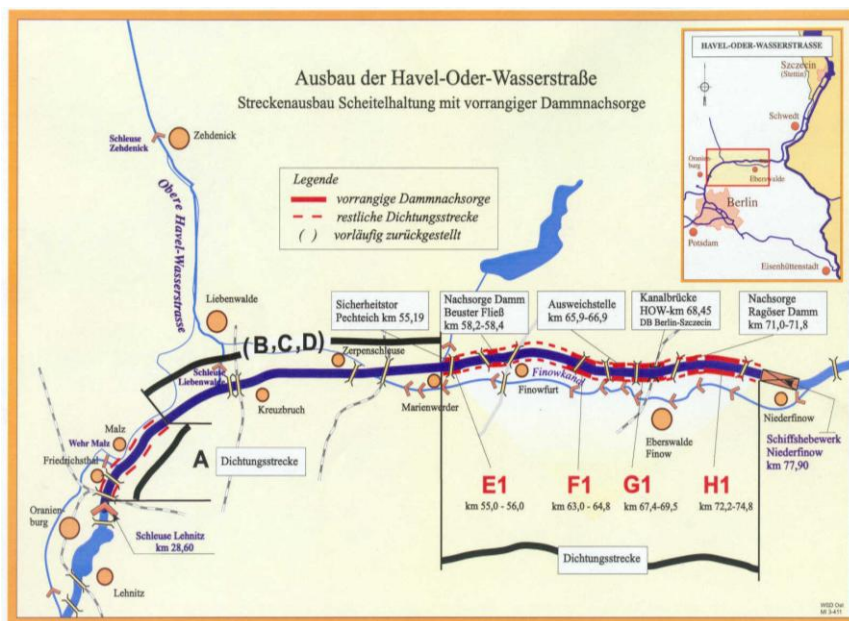 Ausbau der Havel-Oder-Wasserstraße
Streckenausbau Scheitelhaltung mit vorrangiger Dammnachsorge
HAVEL-ODER-WASSERSTRASSE
Szczecin
(Stettin)
Schwedt
Oranien-
burg
Eberswalde
Berlin
Potsdam
Eisenhüttenstadt
Schleuse
Zehdenick
Zehdenick
Legende
vorrangige Dammnachsorge
restliche Dichtungsstrecke
( ) vorläufig zurückgestellt
Obere Havel-Wasserstrasse
Liebenwalde
Sicherheitstor
Pechteich km 55,19
Nachsorge Damm
Beuster Fließ
km 58,2-58,4
Ausweichstelle
km 65,9-66,9
Kanalbrücke
HOW-km 68,45
DB Berlin-Szczecin
Nachsorge
Ragöser Damm
km 71,0-71,8
(B,C,D)
Zerpenschleuse
Schleuse
Liebenwalde
Kreuzbruch
Marienwerder
Finowfurt
Finowkanal
Eberswalde
Finow
Niederfinow
Malz
Wehr Malz
Friedrichsthal
A
Dichtungsstrecke
Oranien-
burg
Schleuse Lehnitz
km 28,60
Lehnitz
Schiffshebewerk
Niederfinow
km 77,90
E1
km 55,0 - 56,0
F1
km 63,0 - 64,8
G1
km 67,4-69,5
H1
km 72,2-74,8
Dichtungsstrecke
WSD Ost